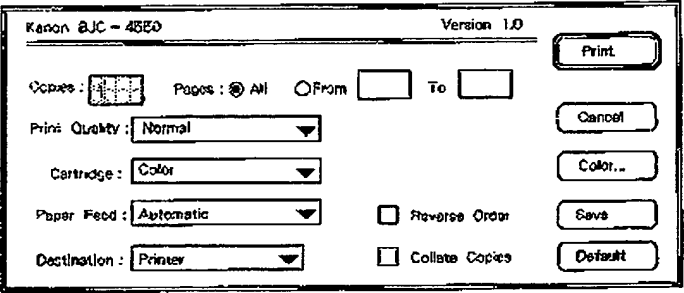 Kanon BJC - 4550 Version 1.0
Print
Copies : Pages : All From To
Cancel
Print Quality : Normal
Cartridge : Color
Color...
Paper Feed : Automatic
Reverse Order
Save
Destination : Printer
Collate Copies
Default